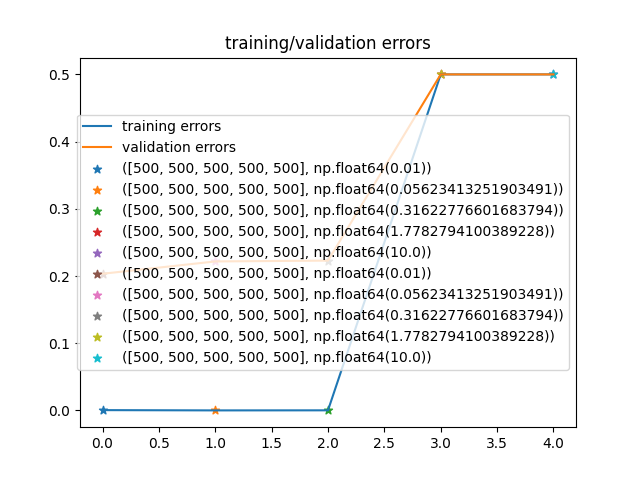 training/validation errors
0.5
0.4
0.3
0.2
0.1
0.0
training errors
validation errors
([500, 500, 500, 500, 500], np.float64(0.01))
([500, 500, 500, 500, 500], np.float64(0.05623413251903491))
([500, 500, 500, 500, 500], np.float64(0.31622776601683794))
([500, 500, 500, 500, 500], np.float64(1.7782794100389228))
([500, 500, 500, 500, 500], np.float64(10.0))
([500, 500, 500, 500, 500], np.float64(0.01))
([500, 500, 500, 500, 500], np.float64(0.05623413251903491))
([500, 500, 500, 500, 500], np.float64(0.31622776601683794))
([500, 500, 500, 500, 500], np.float64(1.7782794100389228))
([500, 500, 500, 500, 500], np.float64(10.0))
0.0 0.5 1.0 1.5 2.0 2.5 3.0 3.5 4.0